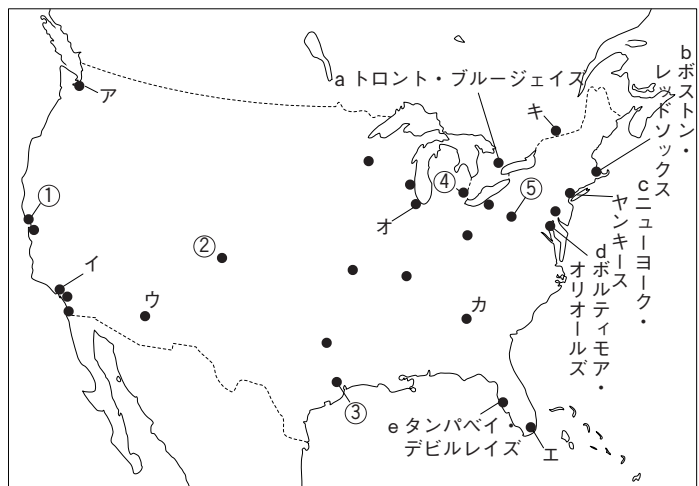 a トロント・ブルージェイズ
b ボストン・
レッドソックス
c ニューヨーク・
ヤンキース
d ボルティモア・
オリオールズ
e タンパベイ・
デビルレイズ
ア
イ
ウ
エ
オ
カ
キ
①
②
③
④
⑤